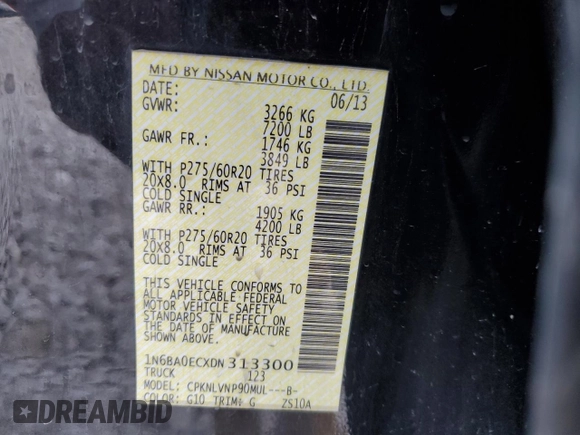 MFD BY NISSAN MOTOR CO., LTD.
DATE: 06/13
GVWR: 3266 KG
7200 LB
GAWR FR.: 1746 KG
3849 LB
WITH P275/60R20 TIRES
20X8.0 RIMS AT 36 PSI
COLD SINGLE
GAWR RR.: 1905 KG
4200 LB
WITH P275/60R20 TIRES
20X8.0 RIMS AT 36 PSI
COLD SINGLE
THIS VEHICLE CONFORMS TO
ALL APPLICABLE FEDERAL
MOTOR VEHICLE SAFETY
STANDARDS IN EFFECT ON
THE DATE OF MANUFACTURE
SHOWN ABOVE.
1N6BA0ECXDN313300
TRUCK 123
MODEL: CPKNLVNP90MUL---B-
COLOR: G10 TRIM: G ZS10A
AUTOBIDMASTER